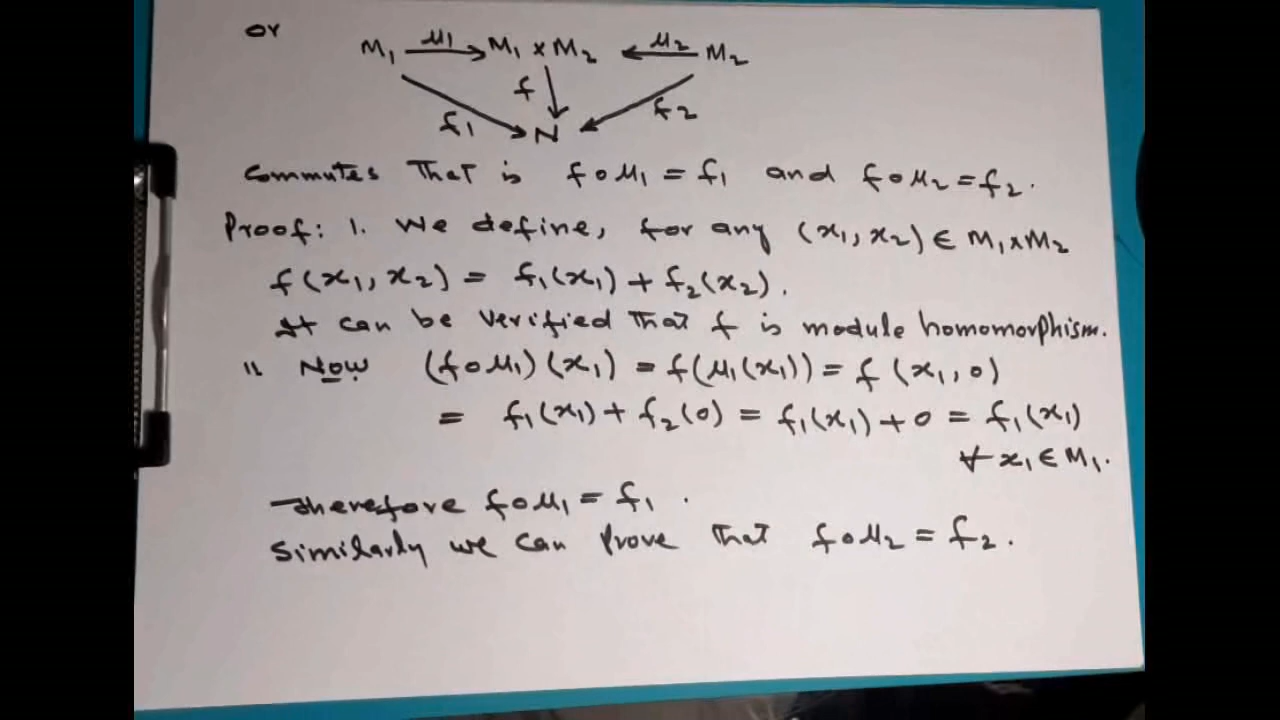 or
M₁ —μ₁→ M₁ × M₂ ←μ₂— M₂
f
f₁ N f₂
Commutes That is f o μ₁ = f₁ and f o μ₂ = f₂.
Proof: 1. We define, for any (x₁, x₂) ∈ M₁ x M₂
f(x₁, x₂) = f₁(x₁) + f₂(x₂).
It can be verified that f is module homomorphism.
11 Now (f o μ₁)(x₁) = f(μ₁(x₁)) = f(x₁, 0)
= f₁(x₁) + f₂(0) = f₁(x₁) + 0 = f₁(x₁)
∀ x₁ ∈ M₁.
Therefore f o μ₁ = f₁ .
Similarly we can prove that f o μ₂ = f₂ .